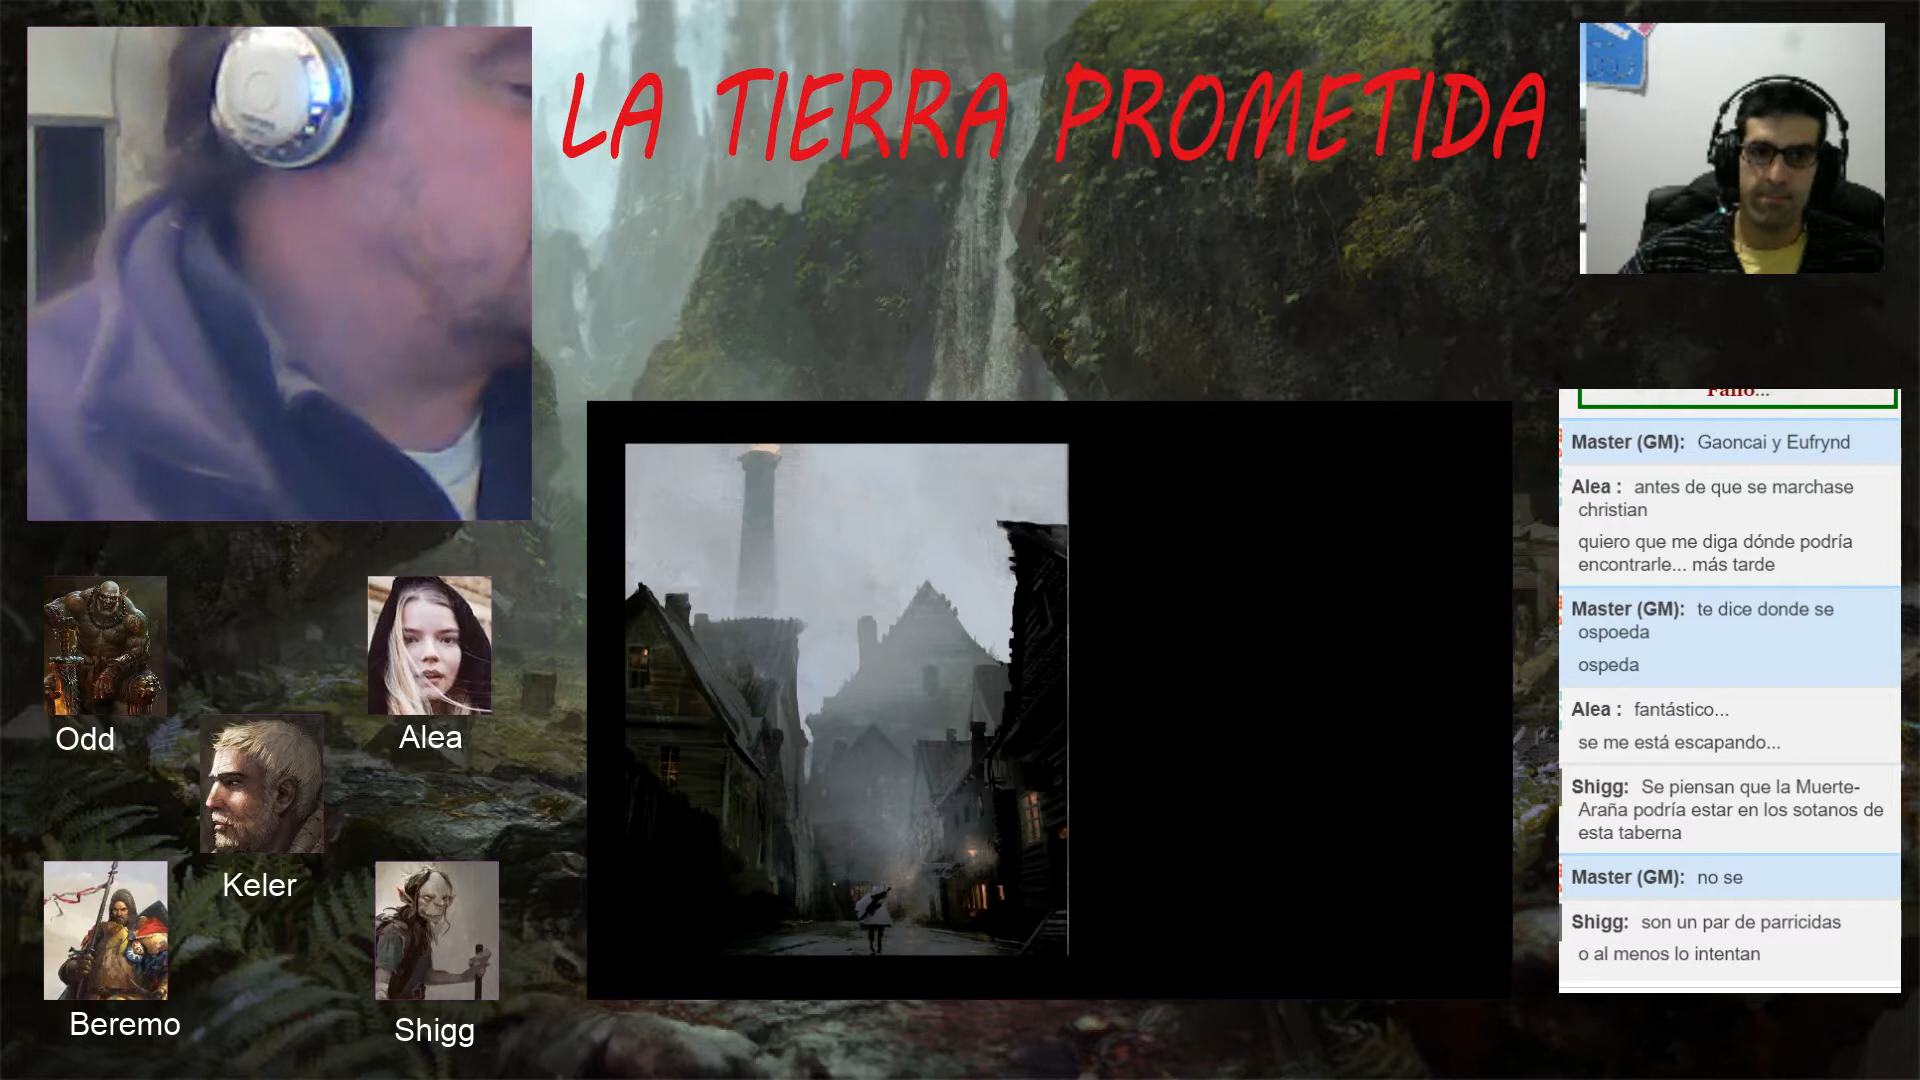 LA TIERRA PROMETIDA
Fallo...
Master (GM): Gaoncai y Eufrynd
Alea : antes de que se marchase
christian
quiero que me diga dónde podría
encontrarle... más tarde
Master (GM): te dice donde se
ospoeda
ospeda
Alea : fantástico...
se me está escapando...
Shigg: Se piensan que la Muerte-
Araña podría estar en los sotanos de
esta taberna
Master (GM): no se
Shigg: son un par de parricidas
o al menos lo intentan
Odd
Alea
Keler
Beremo
Shigg